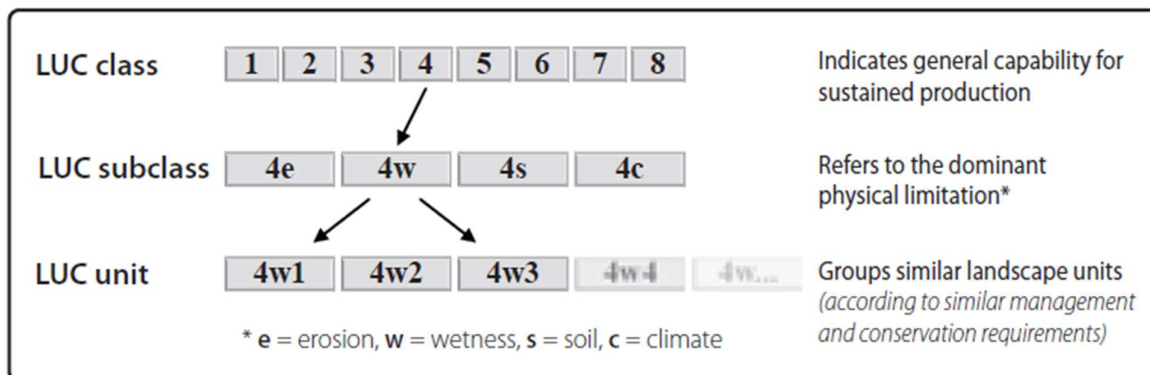 LUC class
1 2 3 4 5 6 7 8
Indicates general capability for
sustained production
LUC subclass
4e 4w 4s 4c
Refers to the dominant
physical limitation*
LUC unit
4w1 4w2 4w3 4w4 4w...
Groups similar landscape units
(according to similar management
and conservation requirements)
* e = erosion, w = wetness, s = soil, c = climate